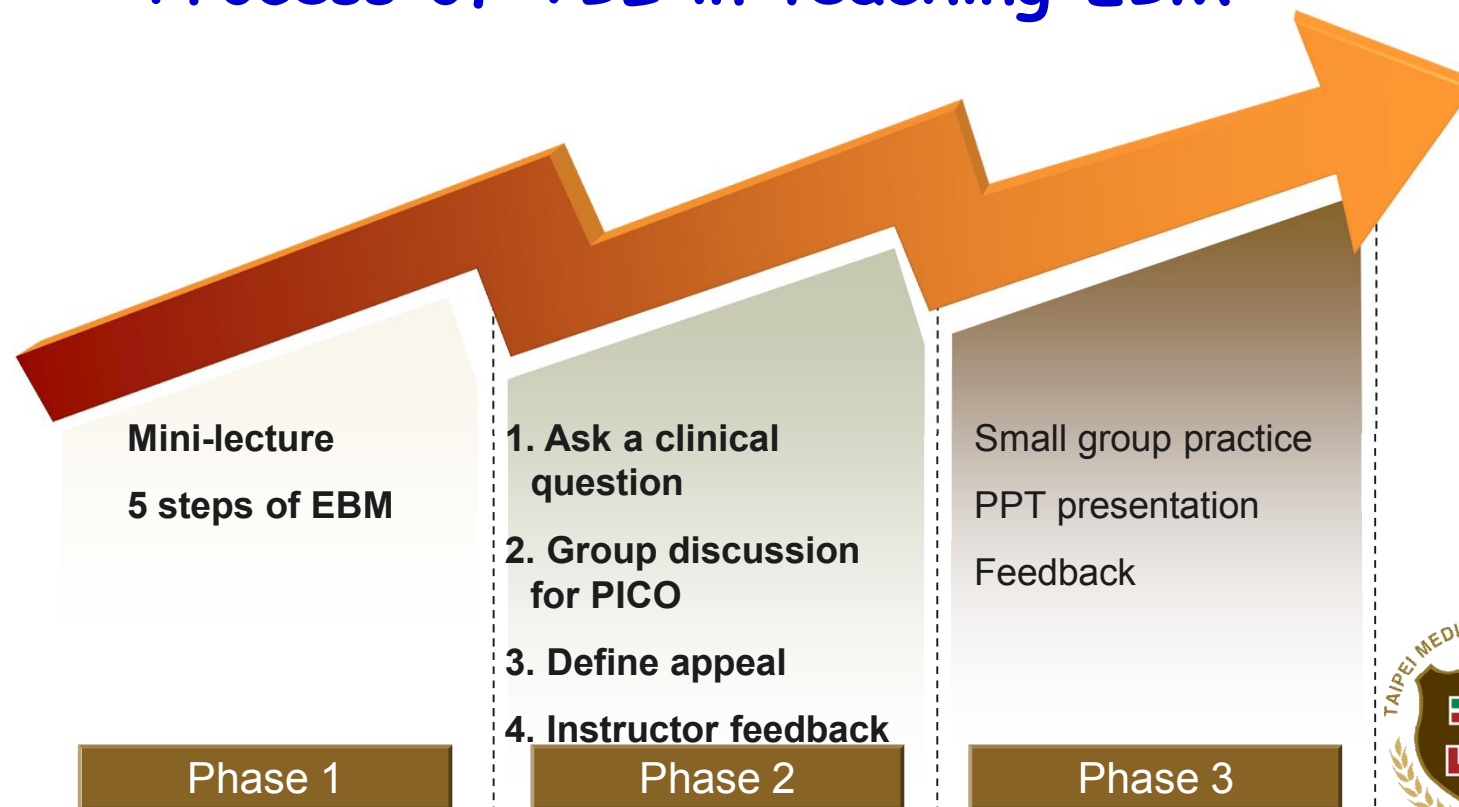 Mini-lecture
5 steps of EBM
1. Ask a clinical
question
2. Group discussion
for PICO
3. Define appeal
4. Instructor feedback
Small group practice
PPT presentation
Feedback
Phase 1
Phase 2
Phase 3
TAIPEI